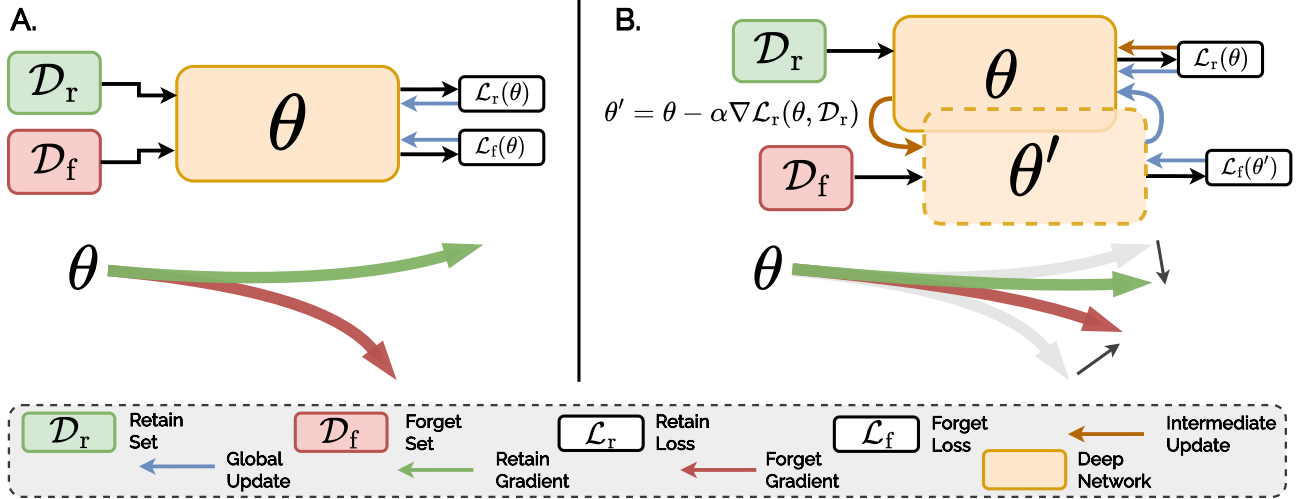 A.
𝒟r
𝒟f
θ
ℒr(θ)
ℒf(θ)
θ
B.
𝒟r
θ
ℒr(θ)
θ′ = θ − α∇ℒr(θ, 𝒟r)
𝒟f
θ′
ℒf(θ′)
θ
𝒟r
Retain
Set
𝒟f
Forget
Set
ℒr
Retain
Loss
ℒf
Forget
Loss
Intermediate
Update
Global
Update
Retain
Gradient
Forget
Gradient
Deep
Network